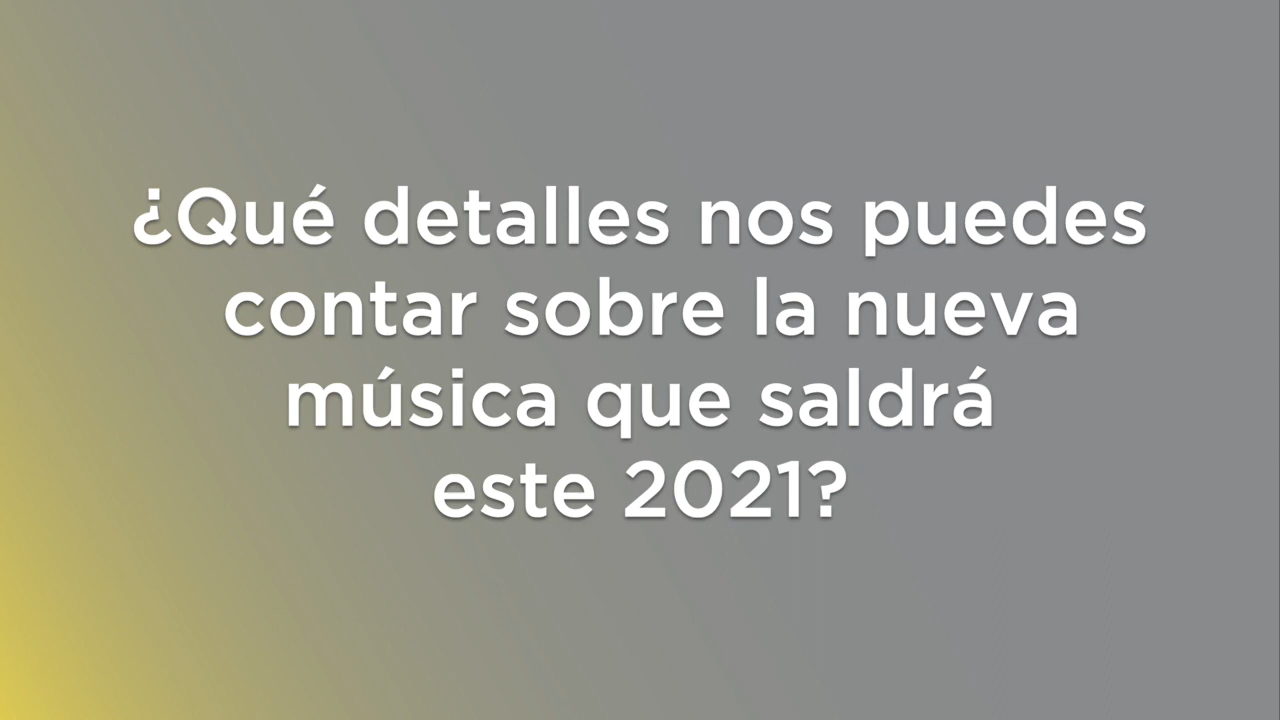 ¿Qué detalles nos puedes
contar sobre la nueva
música que saldrá
este 2021?